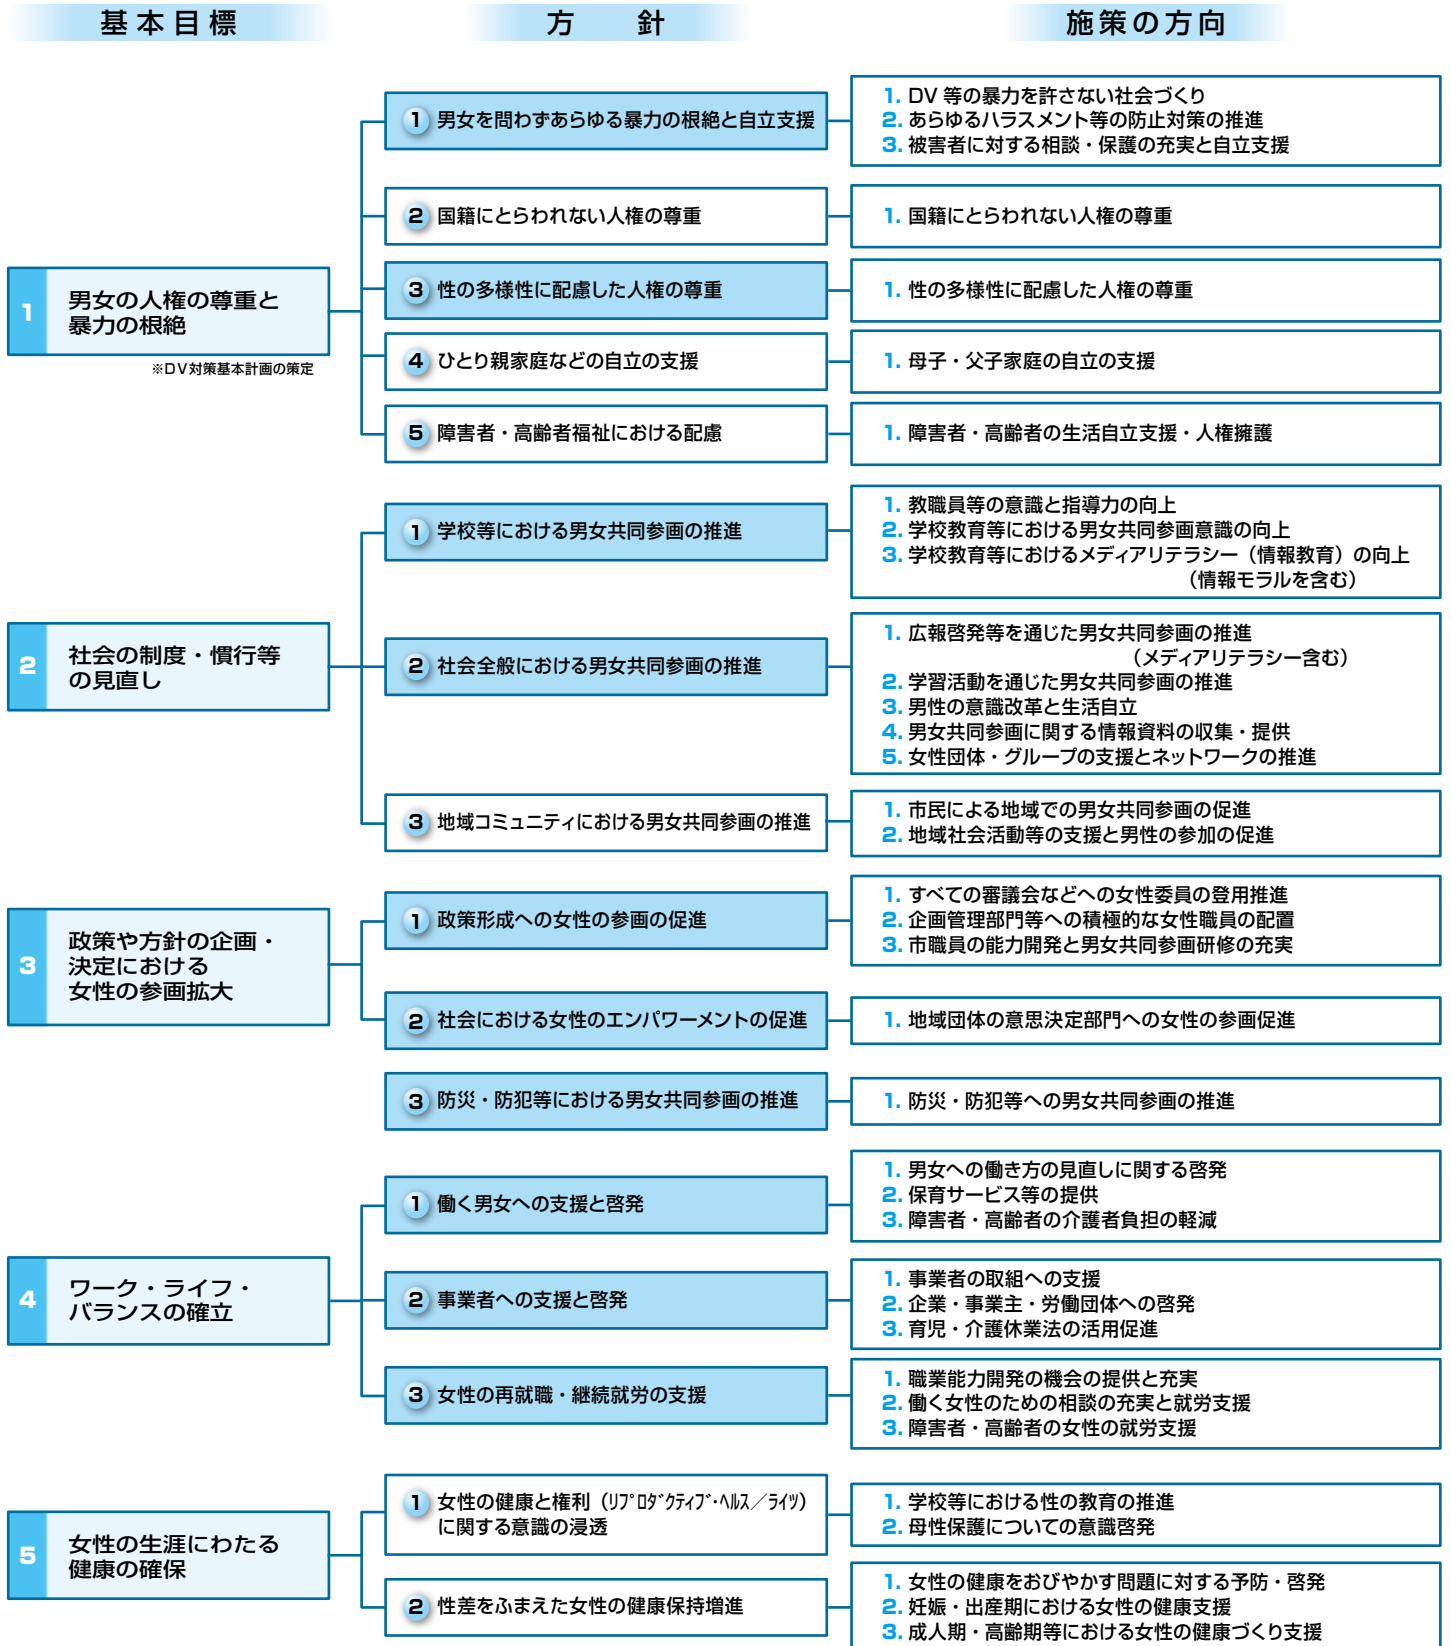 基本目標
方　針
施策の方向
1 男女の人権の尊重と
暴力の根絶
※DV対策基本計画の策定
1 男女を問わずあらゆる暴力の根絶と自立支援
1. DV 等の暴力を許さない社会づくり
2. あらゆるハラスメント等の防止対策の推進
3. 被害者に対する相談・保護の充実と自立支援
2 国籍にとらわれない人権の尊重
1. 国籍にとらわれない人権の尊重
3 性の多様性に配慮した人権の尊重
1. 性の多様性に配慮した人権の尊重
4 ひとり親家庭などの自立の支援
1. 母子・父子家庭の自立の支援
5 障害者・高齢者福祉における配慮
1. 障害者・高齢者の生活自立支援・人権擁護
2 社会の制度・慣行等
の見直し
1 学校等における男女共同参画の推進
1. 教職員等の意識と指導力の向上
2. 学校教育等における男女共同参画意識の向上
3. 学校教育等におけるメディアリテラシー（情報教育）の向上
（情報モラルを含む）
2 社会全般における男女共同参画の推進
1. 広報啓発等を通じた男女共同参画の推進
（メディアリテラシー含む）
2. 学習活動を通じた男女共同参画の推進
3. 男性の意識改革と生活自立
4. 男女共同参画に関する情報資料の収集・提供
5. 女性団体・グループの支援とネットワークの推進
3 地域コミュニティにおける男女共同参画の推進
1. 市民による地域での男女共同参画の促進
2. 地域社会活動等の支援と男性の参加の促進
3 政策や方針の企画・
決定における
女性の参画拡大
1 政策形成への女性の参画の促進
1. すべての審議会などへの女性委員の登用推進
2. 企画管理部門等への積極的な女性職員の配置
3. 市職員の能力開発と男女共同参画研修の充実
2 社会における女性のエンパワーメントの促進
1. 地域団体の意思決定部門への女性の参画促進
3 防災・防犯等における男女共同参画の推進
1. 防災・防犯等への男女共同参画の推進
4 ワーク・ライフ・
バランスの確立
1 働く男女への支援と啓発
1. 男女への働き方の見直しに関する啓発
2. 保育サービス等の提供
3. 障害者・高齢者の介護者負担の軽減
2 事業者への支援と啓発
1. 事業者の取組への支援
2. 企業・事業主・労働団体への啓発
3. 育児・介護休業法の活用促進
3 女性の再就職・継続就労の支援
1. 職業能力開発の機会の提供と充実
2. 働く女性のための相談の充実と就労支援
3. 障害者・高齢者の女性の就労支援
5 女性の生涯にわたる
健康の確保
1 女性の健康と権利（ﾘﾌﾟﾛﾀﾞｸﾃｨﾌﾞ･ﾍﾙｽ／ﾗｲﾂ）
に関する意識の浸透
1. 学校等における性の教育の推進
2. 母性保護についての意識啓発
2 性差をふまえた女性の健康保持増進
1. 女性の健康をおびやかす問題に対する予防・啓発
2. 妊娠・出産期における女性の健康支援
3. 成人期・高齢期等における女性の健康づくり支援